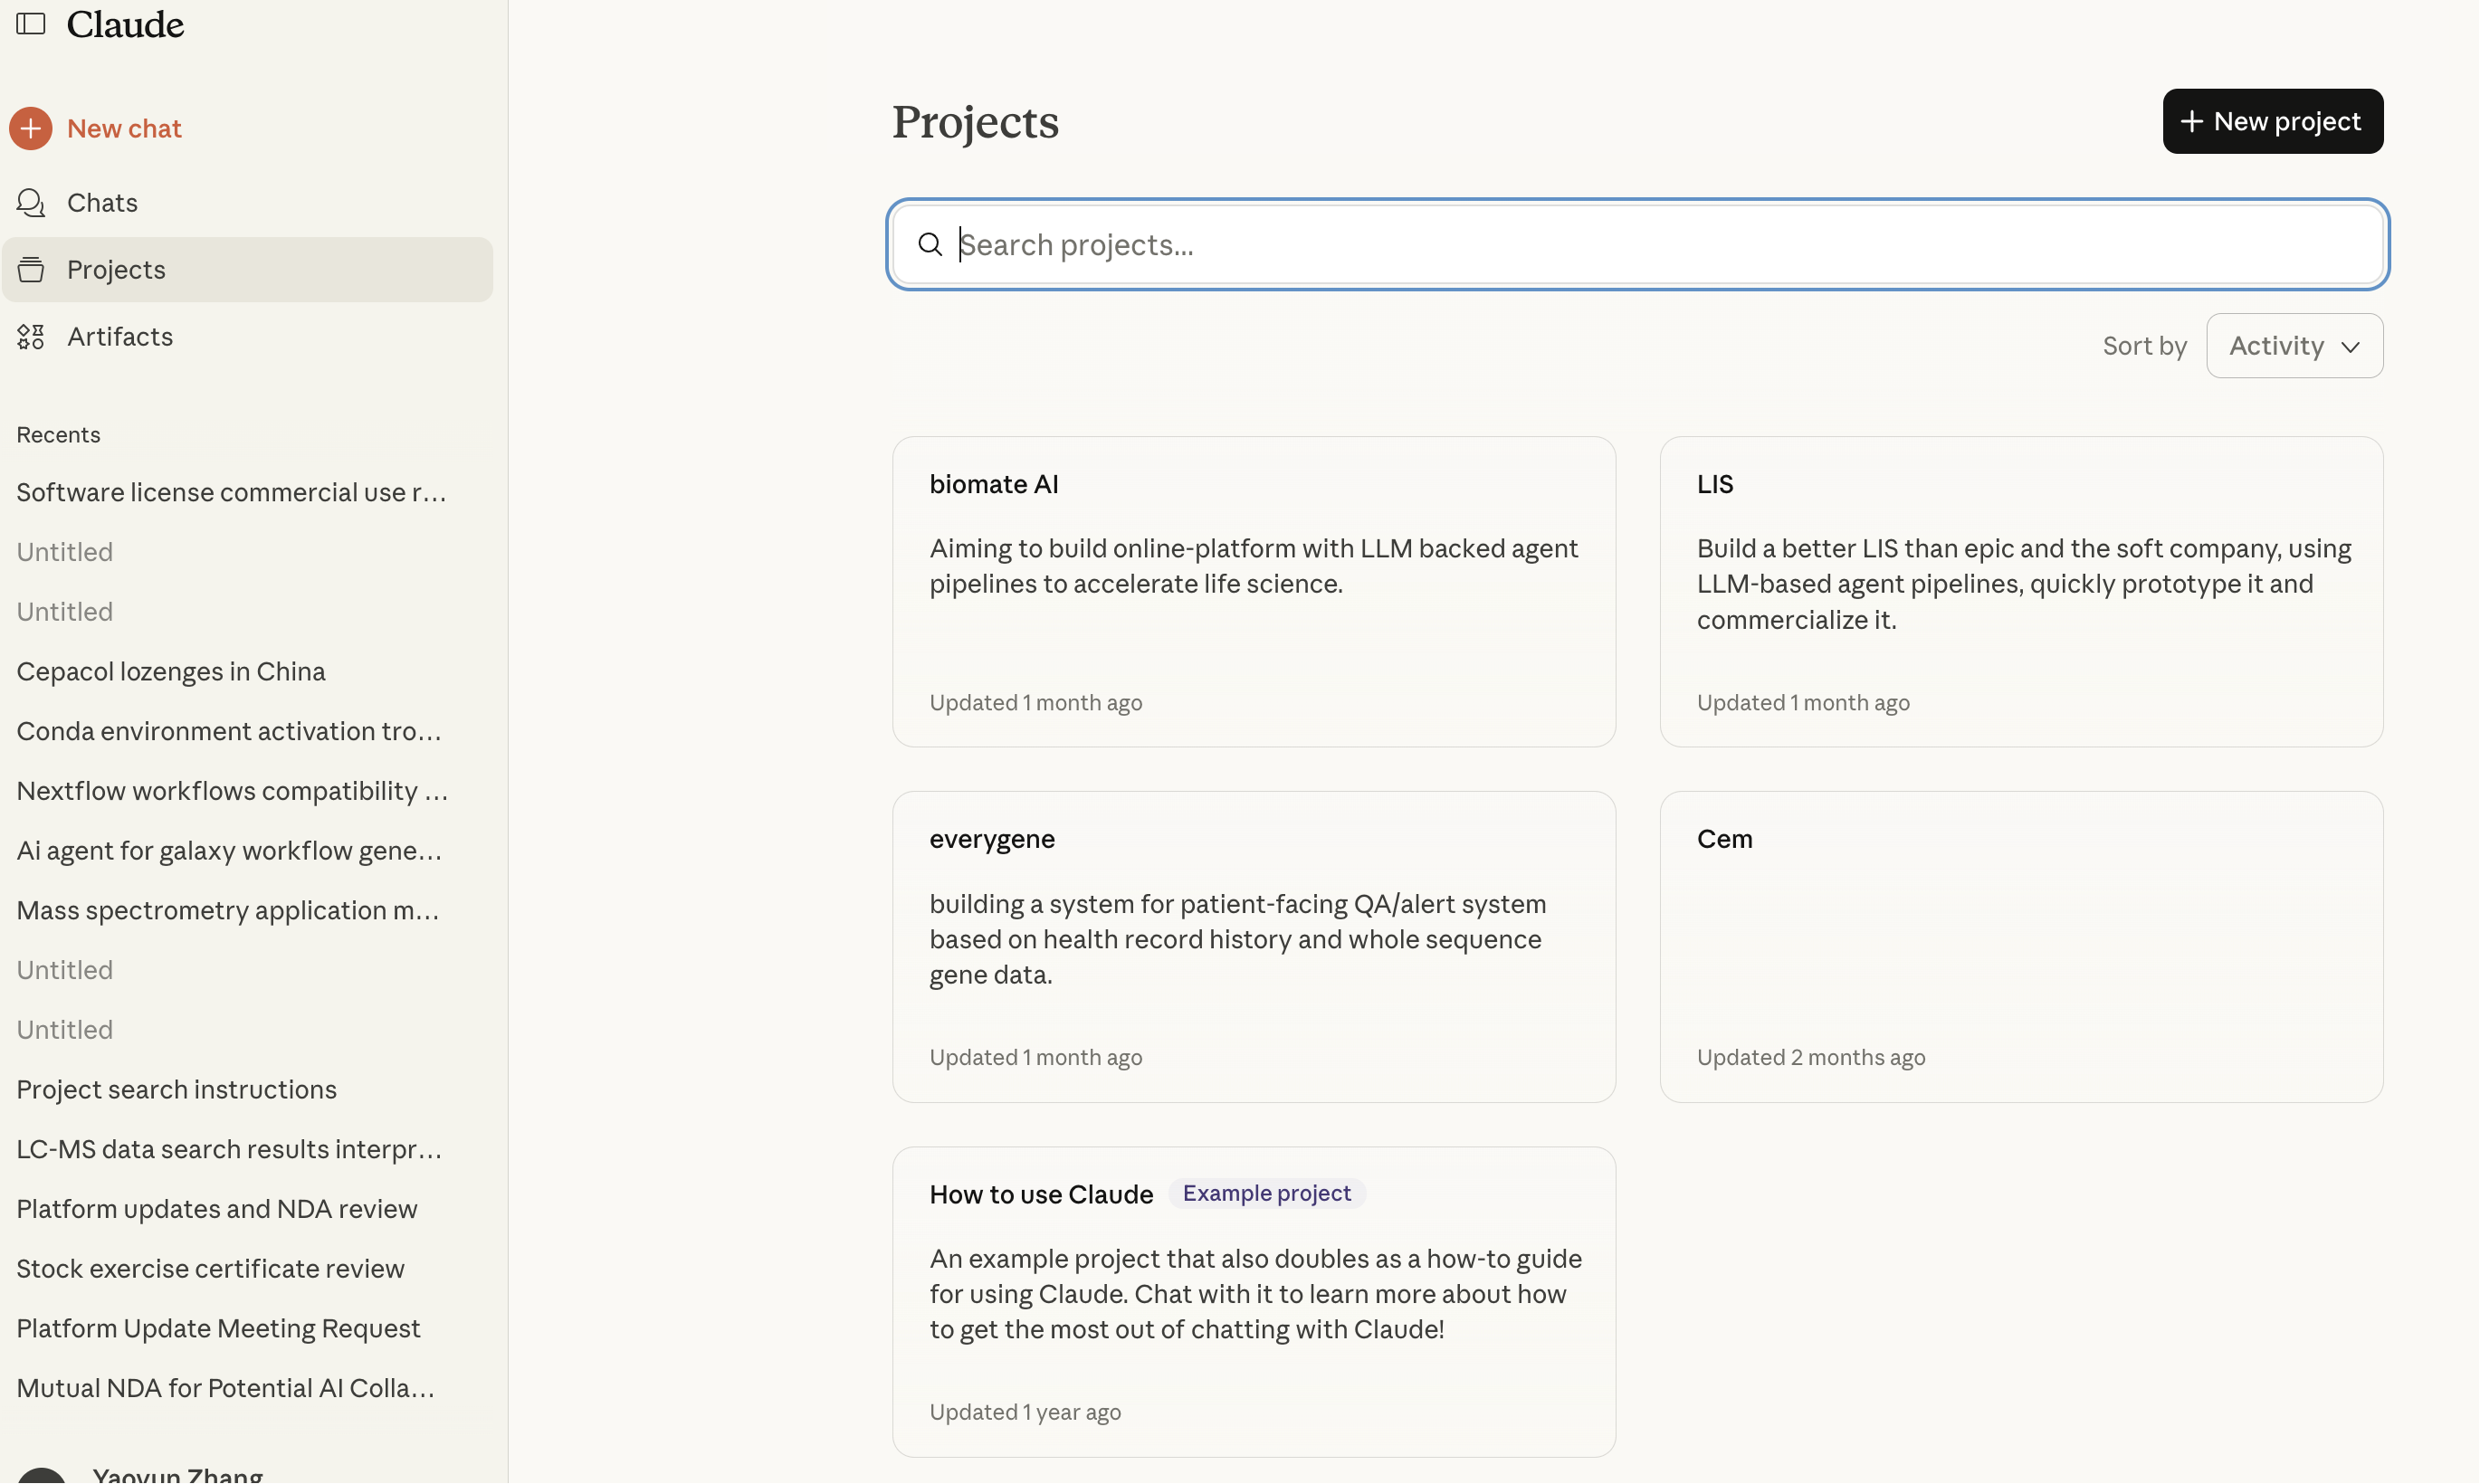 Claude
New chat
Chats
Projects
Artifacts
Recents
Software license commercial use r...
Untitled
Untitled
Cepacol lozenges in China
Conda environment activation tro...
Nextflow workflows compatibility ...
Ai agent for galaxy workflow gene...
Mass spectrometry application m...
Untitled
Untitled
Project search instructions
LC-MS data search results interpr...
Platform updates and NDA review
Stock exercise certificate review
Platform Update Meeting Request
Mutual NDA for Potential AI Colla...
Yaoyun Zhang
Projects
New project
Search projects...
Sort by
Activity
biomate AI
Aiming to build online-platform with LLM backed agent
pipelines to accelerate life science.
Updated 1 month ago
LIS
Build a better LIS than epic and the soft company, using
LLM-based agent pipelines, quickly prototype it and
commercialize it.
Updated 1 month ago
everygene
building a system for patient-facing QA/alert system
based on health record history and whole sequence
gene data.
Updated 1 month ago
Cem
Updated 2 months ago
How to use Claude
Example project
An example project that also doubles as a how-to guide
for using Claude. Chat with it to learn more about how
to get the most out of chatting with Claude!
Updated 1 year ago